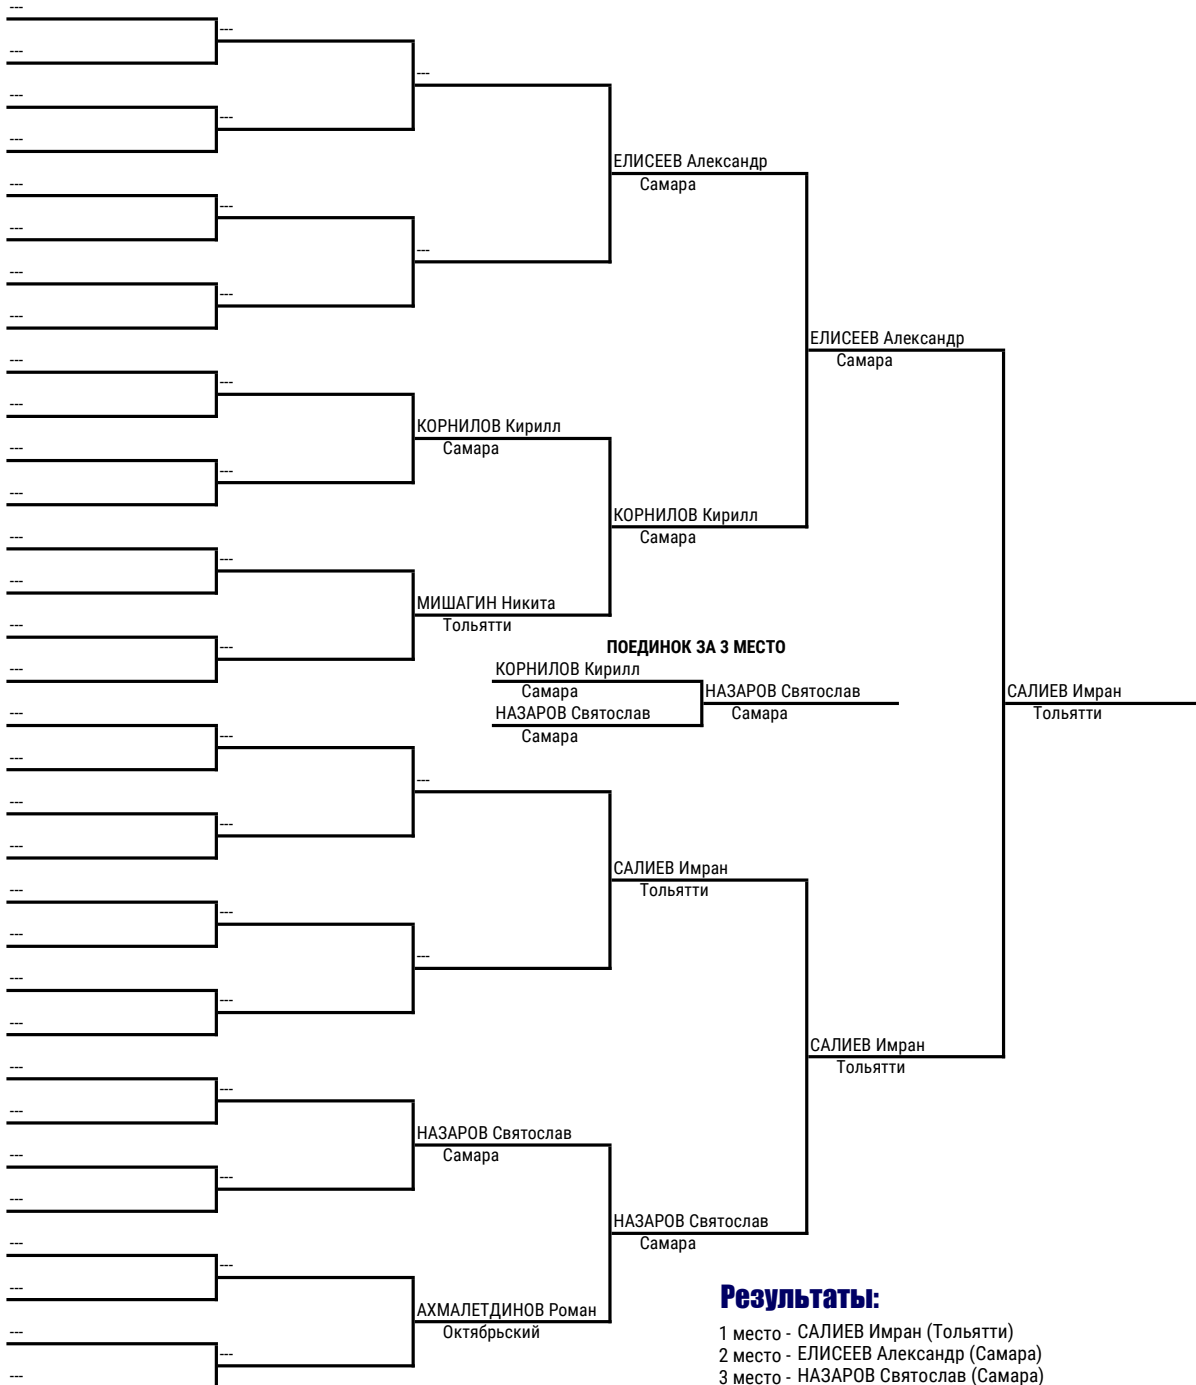 ---
---
---
---
---
---
---
ЕЛИСЕЕВ Александр
Самара
---
---
---
---
---
---
---
---
ЕЛИСЕЕВ Александр
Самара
---
---
---
КОРНИЛОВ Кирилл
Самара
---
---
---
КОРНИЛОВ Кирилл
Самара
---
---
---
МИШАГИН Никита
Тольятти
---
---
---
ПОЕДИНОК ЗА 3 МЕСТО
КОРНИЛОВ Кирилл
Самара
НАЗАРОВ Святослав
Самара
НАЗАРОВ Святослав
Самара
САЛИЕВ Имран
Тольятти
---
---
---
---
---
---
---
САЛИЕВ Имран
Тольятти
---
---
---
---
---
---
---
САЛИЕВ Имран
Тольятти
---
---
---
НАЗАРОВ Святослав
Самара
---
---
---
НАЗАРОВ Святослав
Самара
---
---
---
АХМАЛЕТДИНОВ Роман
Октябрьский
---
---
---
Результаты:
1 место - САЛИЕВ Имран (Тольятти)
2 место - ЕЛИСЕЕВ Александр (Самара)
3 место - НАЗАРОВ Святослав (Самара)